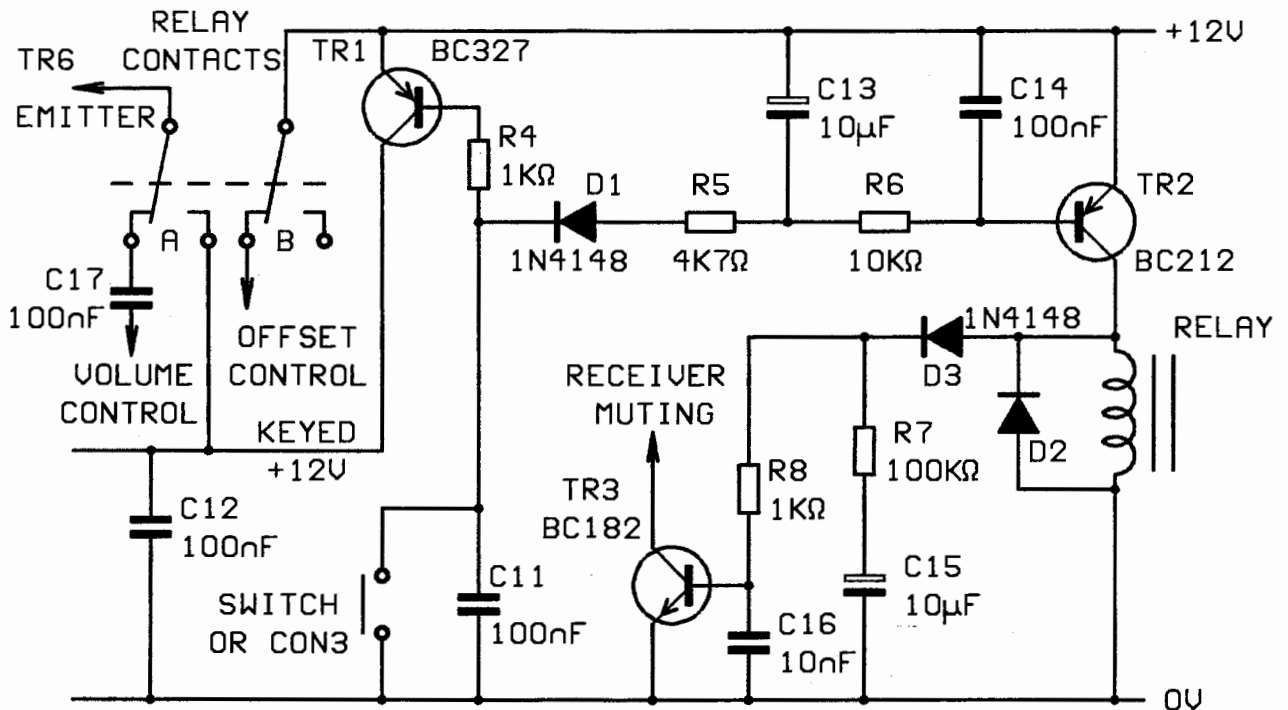 RELAY
CONTACTS
TR6
EMITTER
TR1
BC327
+12V
C13
10µF
C14
100nF
R4
1KΩ
D1
1N4148
R5
4K7Ω
R6
10KΩ
TR2
BC212
A
B
C17
100nF
VOLUME
CONTROL
OFFSET
CONTROL
KEYED
+12V
RECEIVER
MUTING
1N4148
D3
RELAY
D2
R7
100KΩ
R8
1KΩ
TR3
BC182
C12
100nF
SWITCH
OR CON3
C11
100nF
C15
10µF
C16
10nF
0V